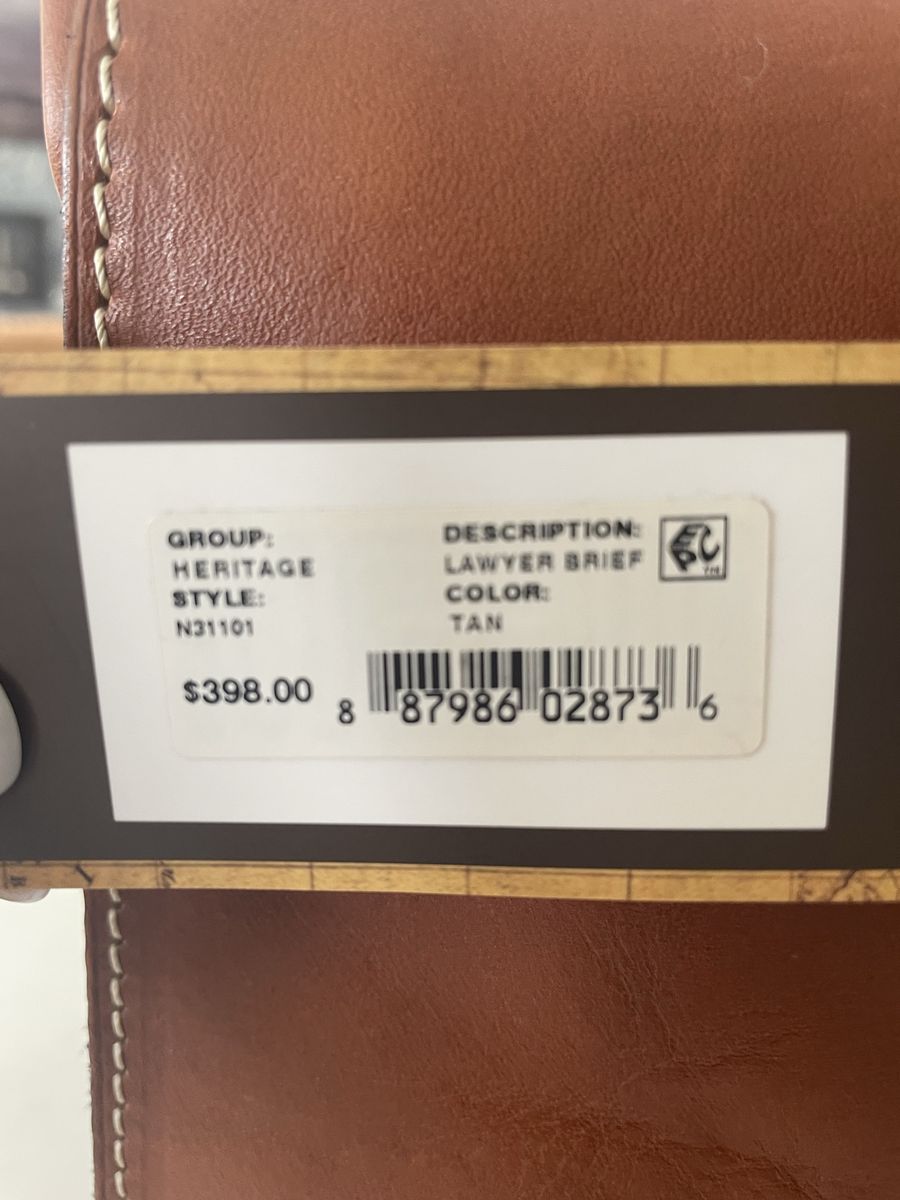 GROUP:
HERITAGE
STYLE:
N31101
$398.00
DESCRIPTION:
LAWYER BRIEF
COLOR:
TAN
8 87986 02873 6